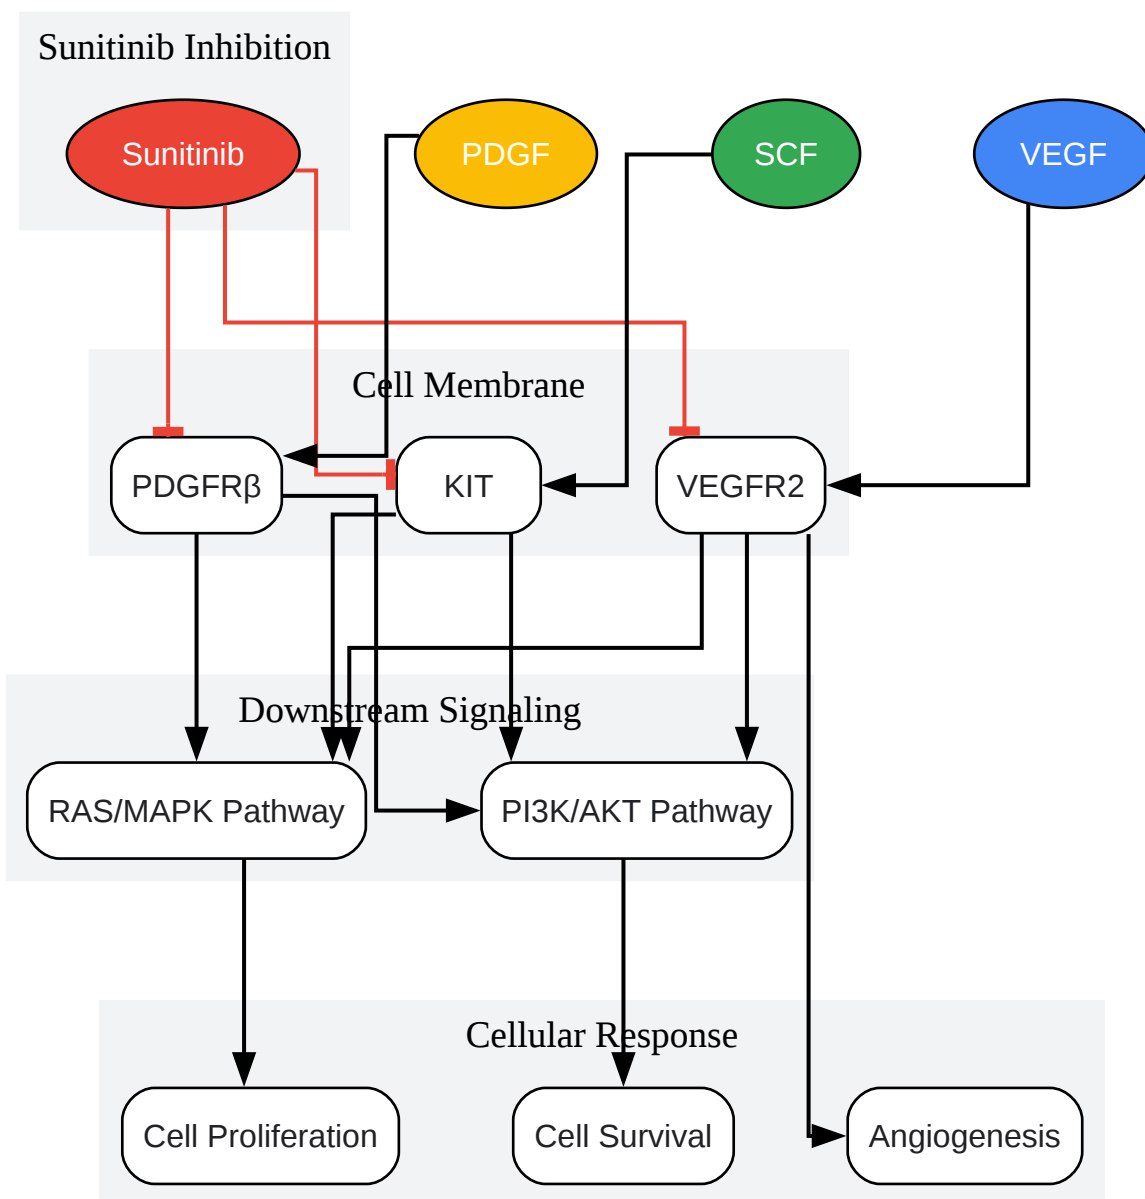 Sunitinib Inhibition
Sunitinib
PDGF
SCF
VEGF
Cell Membrane
PDGFRβ
KIT
VEGFR2
Downstream Signaling
RAS/MAPK Pathway
PI3K/AKT Pathway
Cellular Response
Cell Proliferation
Cell Survival
Angiogenesis